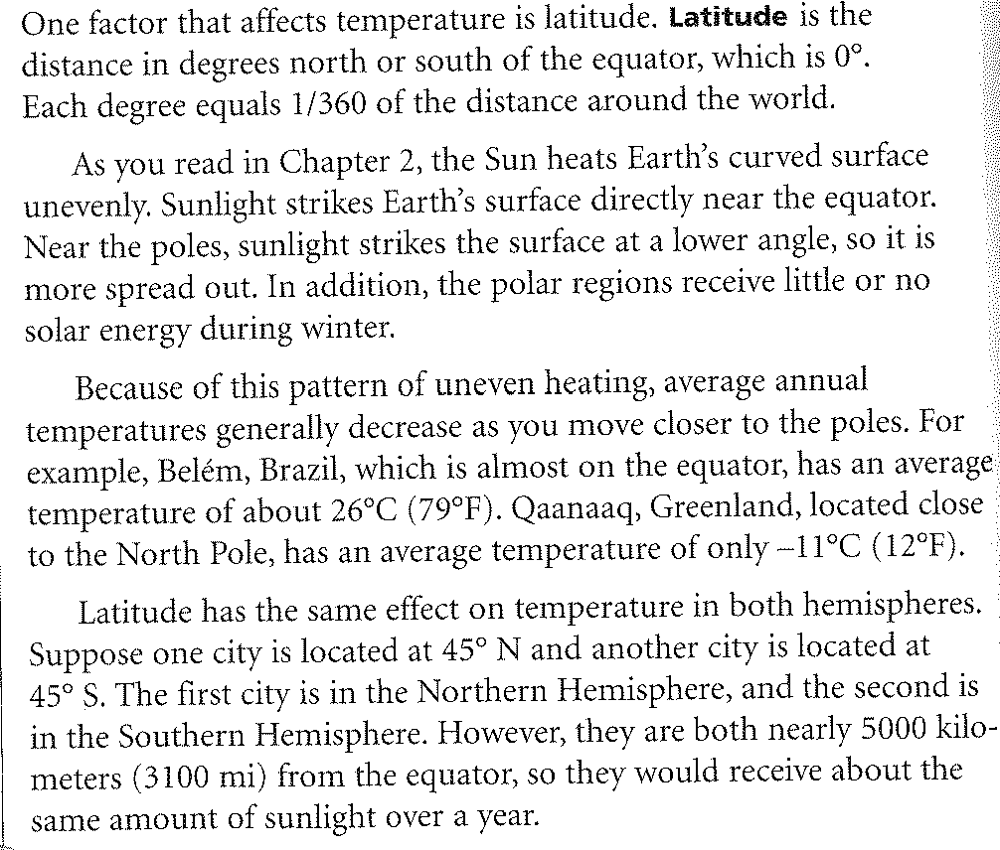 One factor that affects temperature is latitude. Latitude is the
distance in degrees north or south of the equator, which is 0°.
Each degree equals 1/360 of the distance around the world.
As you read in Chapter 2, the Sun heats Earth's curved surface
unevenly. Sunlight strikes Earth's surface directly near the equator.
Near the poles, sunlight strikes the surface at a lower angle, so it is
more spread out. In addition, the polar regions receive little or no
solar energy during winter.
Because of this pattern of uneven heating, average annual
temperatures generally decrease as you move closer to the poles. For
example, Belém, Brazil, which is almost on the equator, has an average
temperature of about 26°C (79°F). Qaanaaq, Greenland, located close
to the North Pole, has an average temperature of only –11°C (12°F).
Latitude has the same effect on temperature in both hemispheres.
Suppose one city is located at 45° N and another city is located at
45° S. The first city is in the Northern Hemisphere, and the second is
in the Southern Hemisphere. However, they are both nearly 5000 kilo-
meters (3100 mi) from the equator, so they would receive about the
same amount of sunlight over a year.